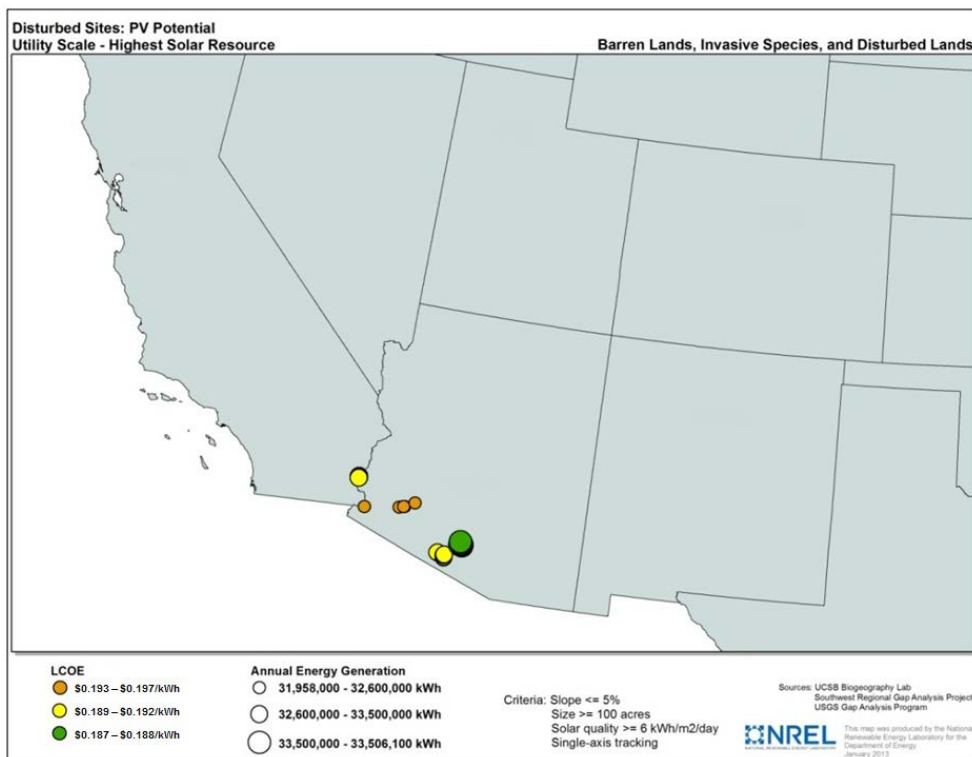 Disturbed Sites: PV Potential
Utility Scale - Highest Solar Resource
Barren Lands, Invasive Species, and Disturbed Lands
LCOE
$0.193 – $0.197/kWh
$0.189 – $0.192/kWh
$0.187 – $0.188/kWh
Annual Energy Generation
31,958,000 - 32,600,000 kWh
32,600,000 - 33,500,000 kWh
33,500,000 - 33,506,100 kWh
Criteria: Slope <= 5%
Size >= 100 acres
Solar quality >= 6 kWh/m2/day
Single-axis tracking
Sources: UCSB Biogeography Lab
Southwest Regional Gap Analysis Project
USGS Gap Analysis Program
NREL
NATIONAL RENEWABLE ENERGY LABORATORY
This map was produced by the National
Renewable Energy Laboratory for the
Department of Energy.
January 2013